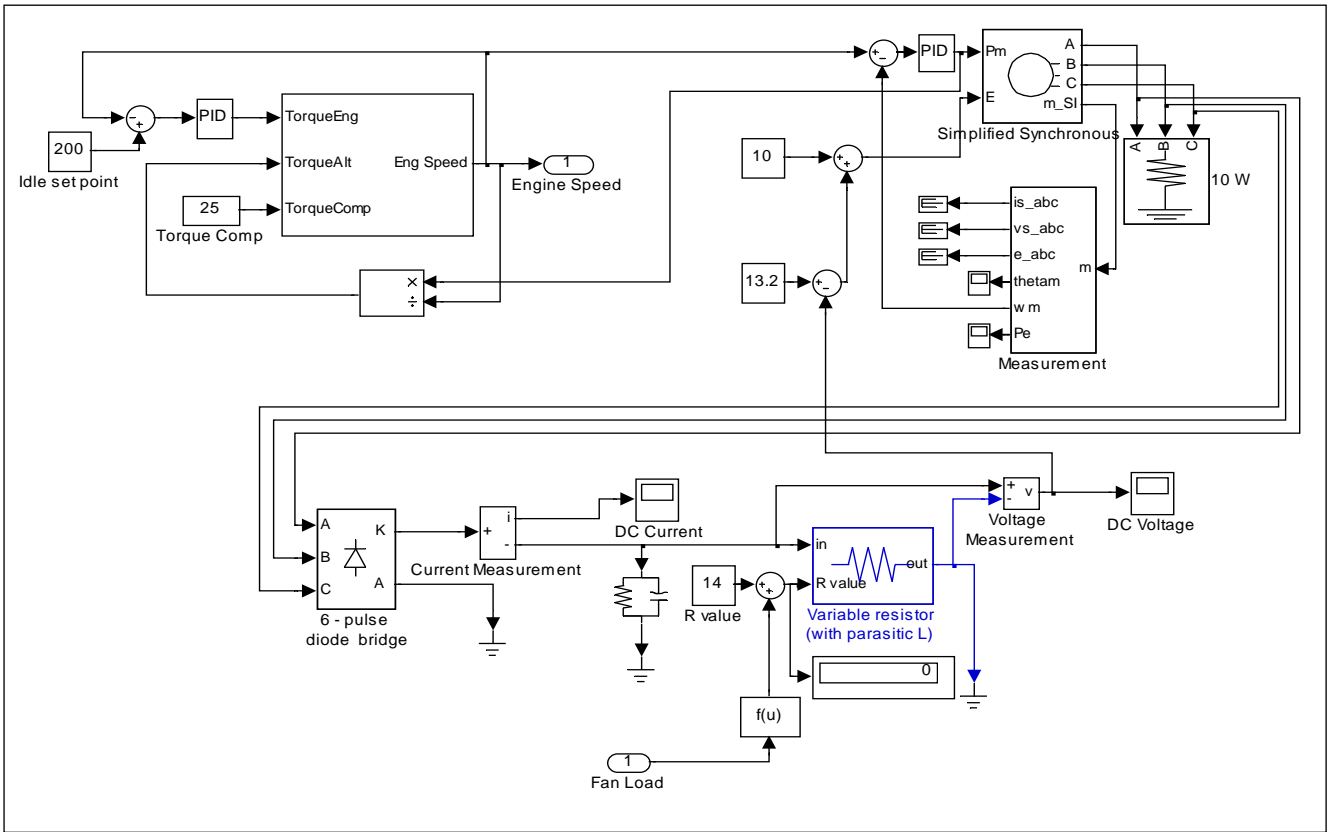 PID
Pm
E
A
B
C
m_SI
Simplified Synchronous
+
-
-
+
PID
200
Idle set point
TorqueEng
TorqueAlt
TorqueComp
Eng Speed
1
Engine Speed
25
Torque Comp
×
÷
10
+
+
13.2
+
-
A
B
C
10 W
is_abc
vs_abc
e_abc
thetam
w m
Pe
m
Measurement
A
B
C
K
A
6 - pulse
diode bridge
+
i
-
Current Measurement
DC Current
14
R value
+
+
in
R value
out
Variable resistor
(with parasitic L)
+
-
v
Voltage
Measurement
DC Voltage
0
f(u)
1
Fan Load